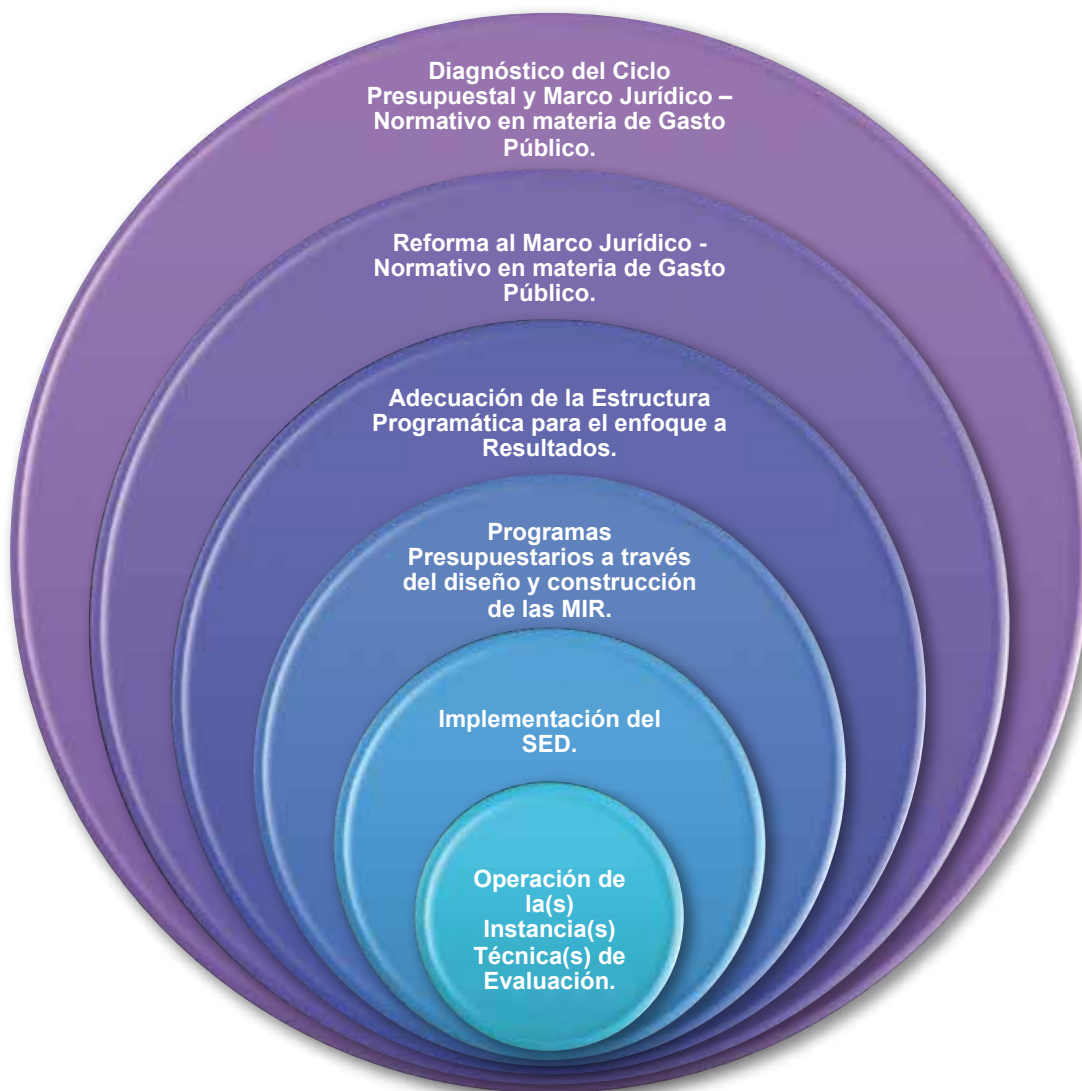 Diagnóstico del Ciclo
Presupuestal y Marco Jurídico –
Normativo en materia de Gasto
Público.
Reforma al Marco Jurídico -
Normativo en materia de Gasto
Público.
Adecuación de la Estructura
Programática para el enfoque a
Resultados.
Programas
Presupuestarios a través
del diseño y construcción
de las MIR.
Implementación del
SED.
Operación de
la(s)
Instancia(s)
Técnica(s) de
Evaluación.